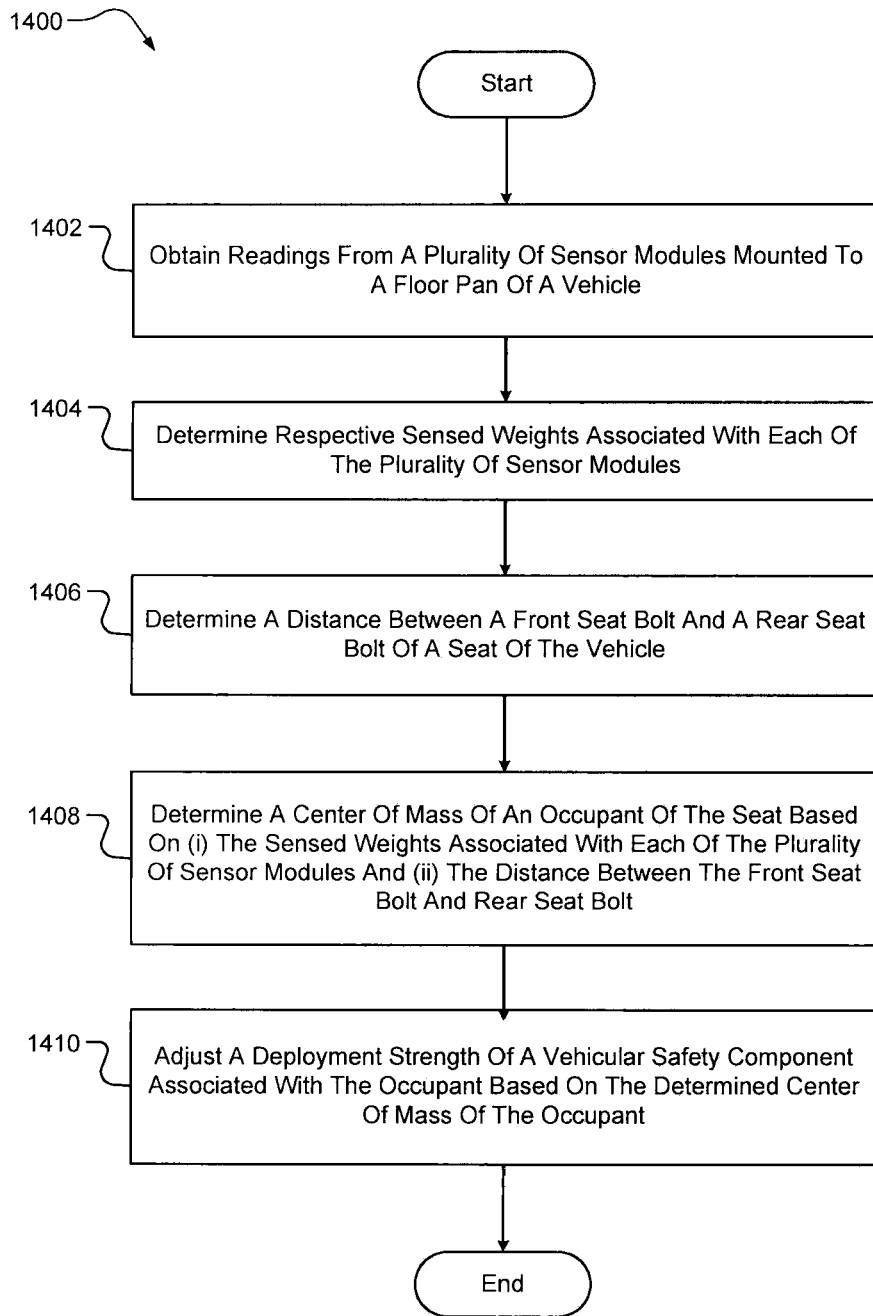 1400
Start
1402
Obtain Readings From A Plurality Of Sensor Modules Mounted To
A Floor Pan Of A Vehicle
1404
Determine Respective Sensed Weights Associated With Each Of
The Plurality Of Sensor Modules
1406
Determine A Distance Between A Front Seat Bolt And A Rear Seat
Bolt Of A Seat Of The Vehicle
1408
Determine A Center Of Mass Of An Occupant Of The Seat Based
On (i) The Sensed Weights Associated With Each Of The Plurality
Of Sensor Modules And (ii) The Distance Between The Front Seat
Bolt And Rear Seat Bolt
1410
Adjust A Deployment Strength Of A Vehicular Safety Component
Associated With The Occupant Based On The Determined Center
Of Mass Of The Occupant
End